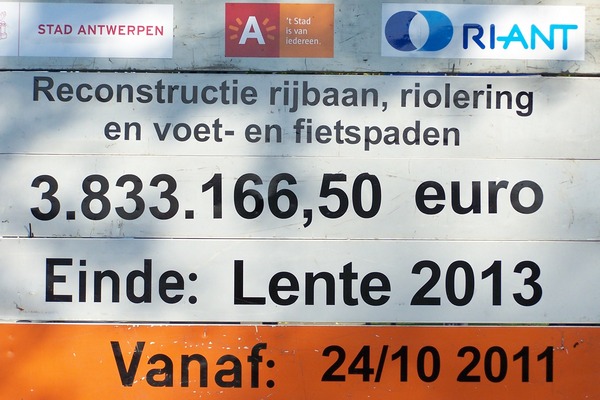 STAD ANTWERPEN
A
't Stad
is van
iedereen.
RI-ANT
Reconstructie rijbaan, riolering
en voet- en fietspaden
3.833.166,50 euro
Einde: Lente 2013
Vanaf: 24/10 2011